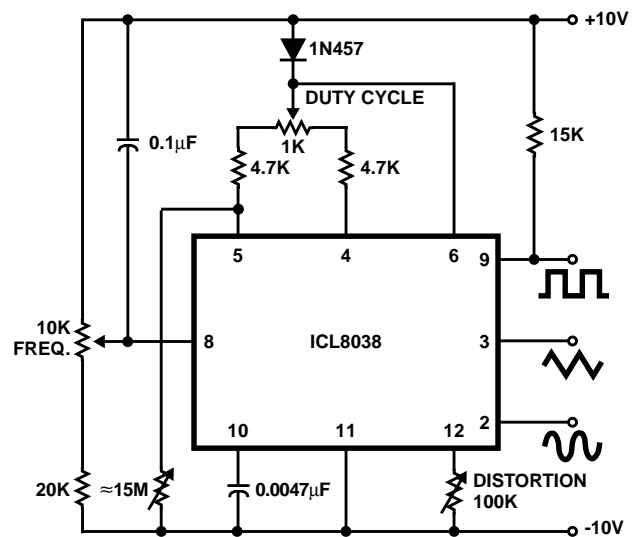 +10V
1N457
DUTY CYCLE
0.1µF
1K
15K
4.7K
4.7K
5
4
6
9
10K
FREQ.
8
ICL8038
3
2
10
11
12
20K
≈15M
0.0047µF
DISTORTION
100K
-10V